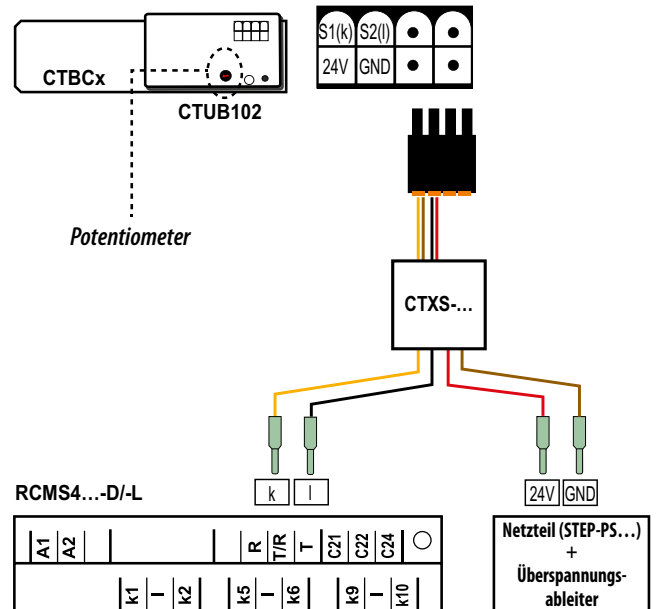 S1(k) S2(l)
24V GND
CTBCx
CTUB102
Potentiometer
CTXS-...
RCMS4...-D/-L
k l
24V GND
A1 A2 R T/R T C21 C22 C24
k1 l k2 k5 l k6 k9 l k10
Netzteil (STEP-PS...)
+
Überspannungs-
ableiter